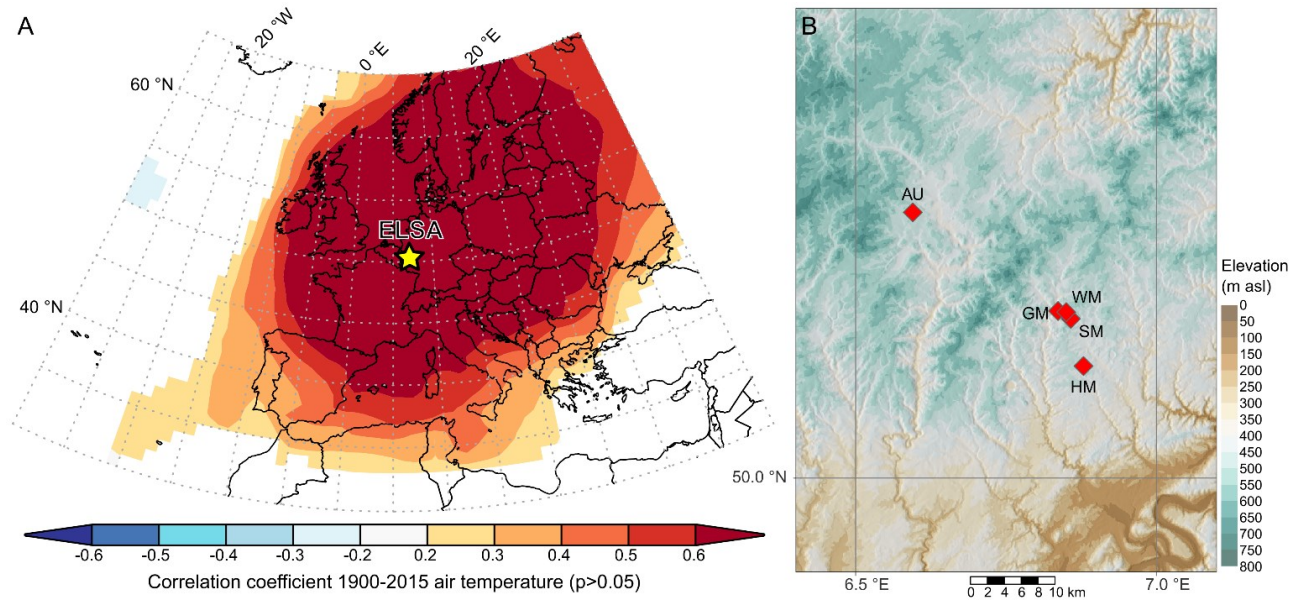 A
20 °W
0 °E
20 °E
60 °N
40 °N
ELSA
-0.6
-0.5
-0.4
-0.3
-0.2
0.2
0.3
0.4
0.5
0.6
Correlation coefficient 1900-2015 air temperature (p>0.05)
B
AU
WM
GM
SM
HM
50.0 °N
6.5 °E
7.0 °E
0 2 4 6 8 10 km
Elevation
(m asl)
0
50
100
150
200
250
300
350
400
450
500
550
600
650
700
750
800